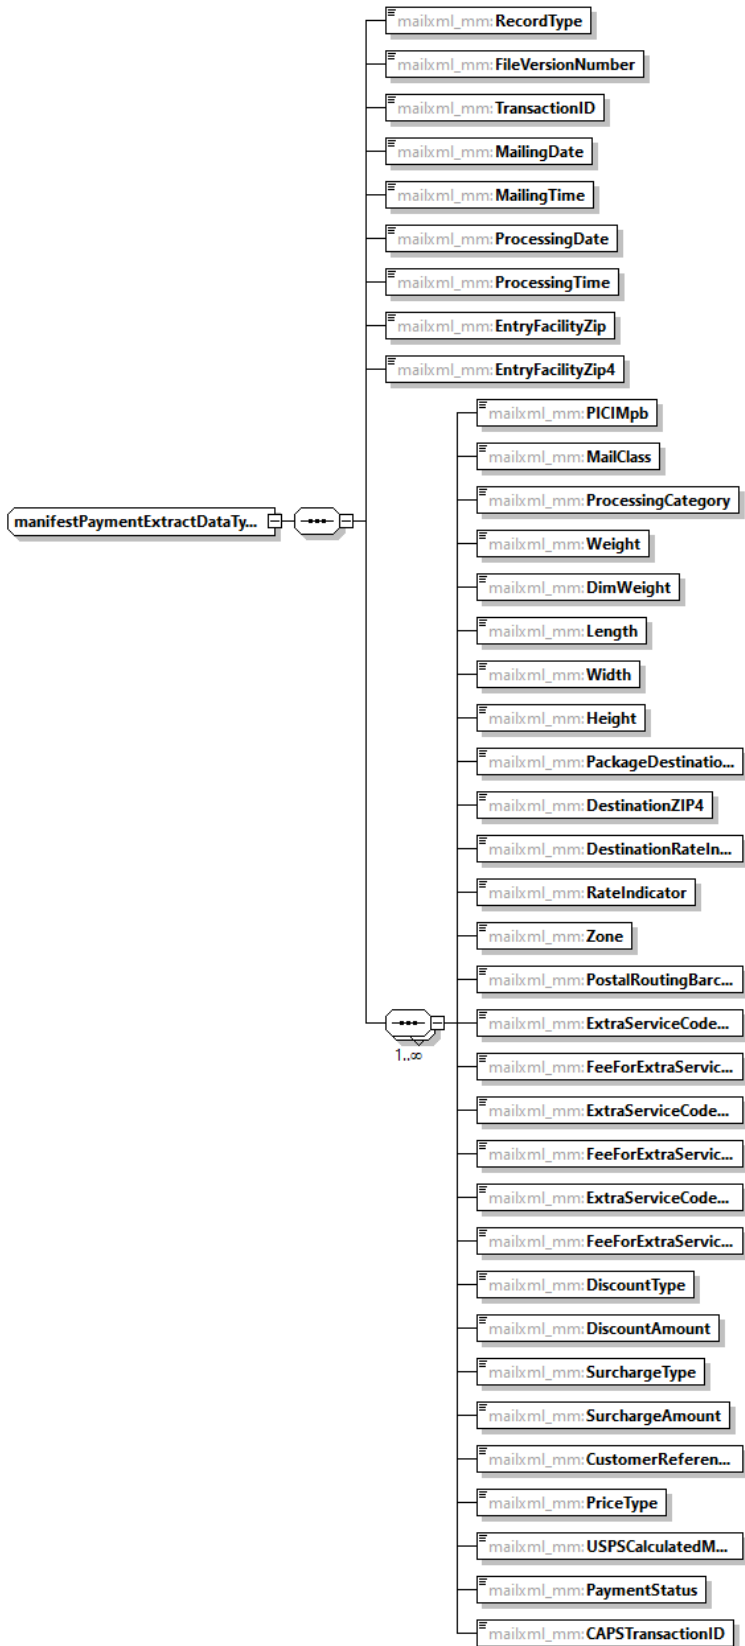 mailxml_mm:RecordType
mailxml_mm:FileVersionNumber
mailxml_mm:TransactionID
mailxml_mm:MailingDate
mailxml_mm:MailingTime
mailxml_mm:ProcessingDate
mailxml_mm:ProcessingTime
mailxml_mm:EntryFacilityZip
mailxml_mm:EntryFacilityZip4
manifestPaymentExtractDataTy...
1..∞
mailxml_mm:PICIMpb
mailxml_mm:MailClass
mailxml_mm:ProcessingCategory
mailxml_mm:Weight
mailxml_mm:DimWeight
mailxml_mm:Length
mailxml_mm:Width
mailxml_mm:Height
mailxml_mm:PackageDestinatio...
mailxml_mm:DestinationZIP4
mailxml_mm:DestinationRateIn...
mailxml_mm:RateIndicator
mailxml_mm:Zone
mailxml_mm:PostalRoutingBarc...
mailxml_mm:ExtraServiceCode...
mailxml_mm:FeeForExtraServic...
mailxml_mm:ExtraServiceCode...
mailxml_mm:FeeForExtraServic...
mailxml_mm:ExtraServiceCode...
mailxml_mm:FeeForExtraServic...
mailxml_mm:DiscountType
mailxml_mm:DiscountAmount
mailxml_mm:SurchargeType
mailxml_mm:SurchargeAmount
mailxml_mm:CustomerReferen...
mailxml_mm:PriceType
mailxml_mm:USPSCalculatedM...
mailxml_mm:PaymentStatus
mailxml_mm:CAPSTransactionID